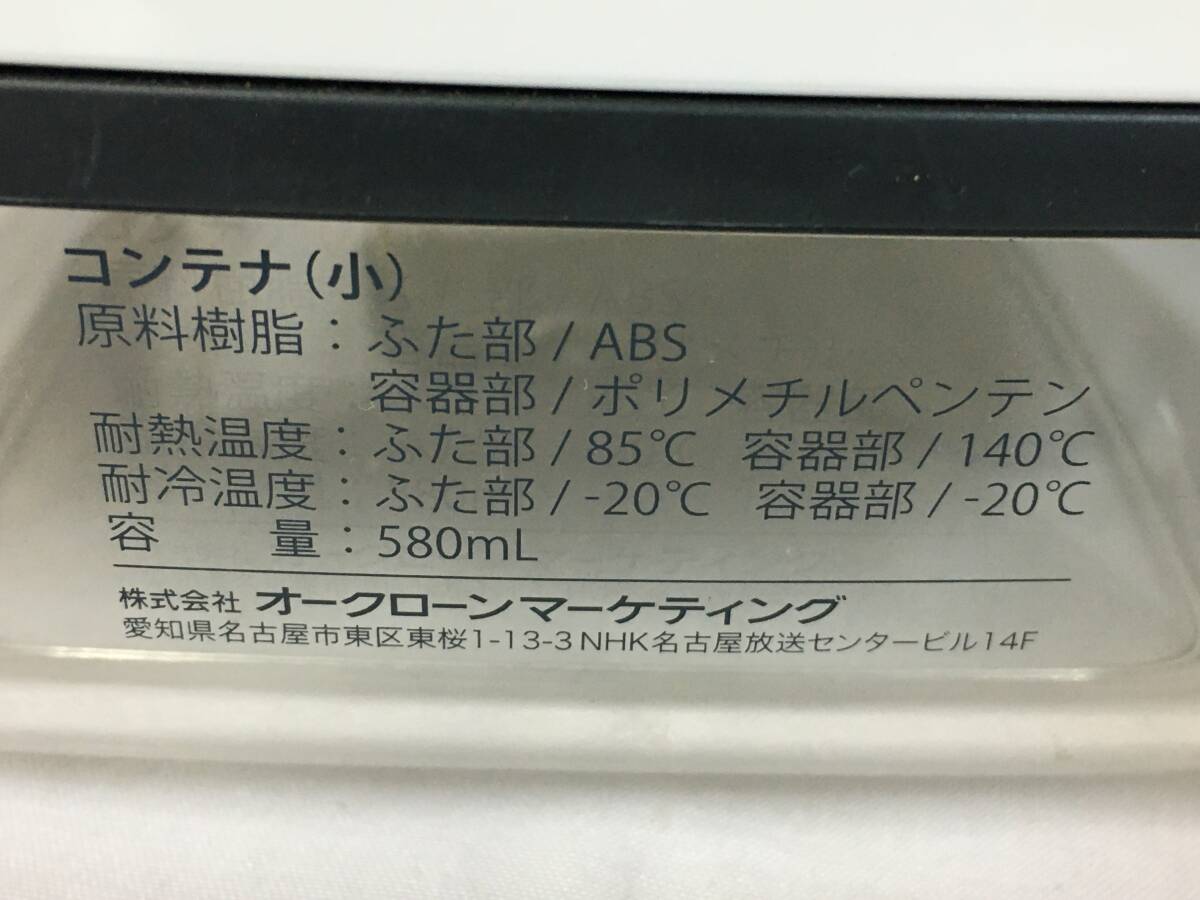 コンテナ(小)
原料樹脂：ふた部 / ABS
容器部 / ポリメチルペンテン
耐熱温度：ふた部 / 85℃ 容器部 / 140℃
耐冷温度：ふた部 / -20℃ 容器部 / -20℃
容 量：580mL
株式会社 オークローンマーケティング
愛知県名古屋市東区東桜1-13-3 NHK名古屋放送センタービル14F